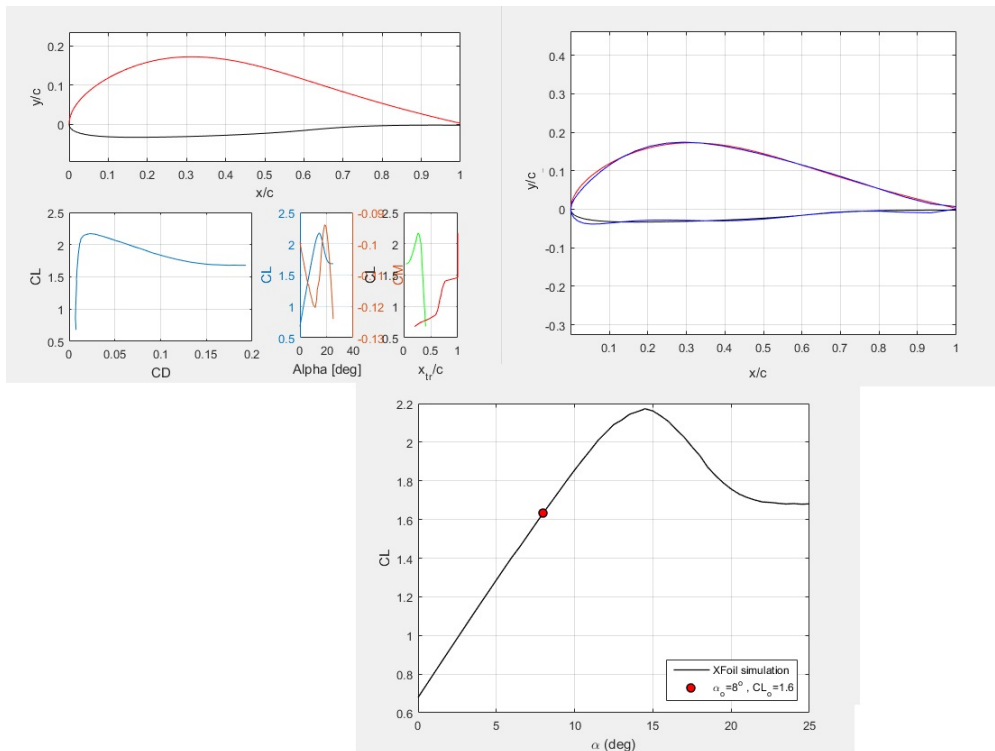 0.2
0.1
0
y/c
0 0.1 0.2 0.3 0.4 0.5 0.6 0.7 0.8 0.9 1
x/c
2.5
2
1.5
1
0.5
CL
0 0.05 0.1 0.15 0.2
CD
2.5
2
1.5
1
0.5
CL
-0.09
-0.1
-0.11
-0.12
-0.13
CM
0 20 40
Alpha [deg]
2.5
2
1.5
1
0.5
CL
0 0.5 1
x_tr/c
0.4
0.3
0.2
0.1
0
-0.1
-0.2
-0.3
y/c
0.1 0.2 0.3 0.4 0.5 0.6 0.7 0.8 0.9 1
x/c
2.2
2
1.8
1.6
1.4
1.2
1
0.8
0.6
CL
0 5 10 15 20 25
α (deg)
XFoil simulation
α_o=8^o , CL_o=1.6